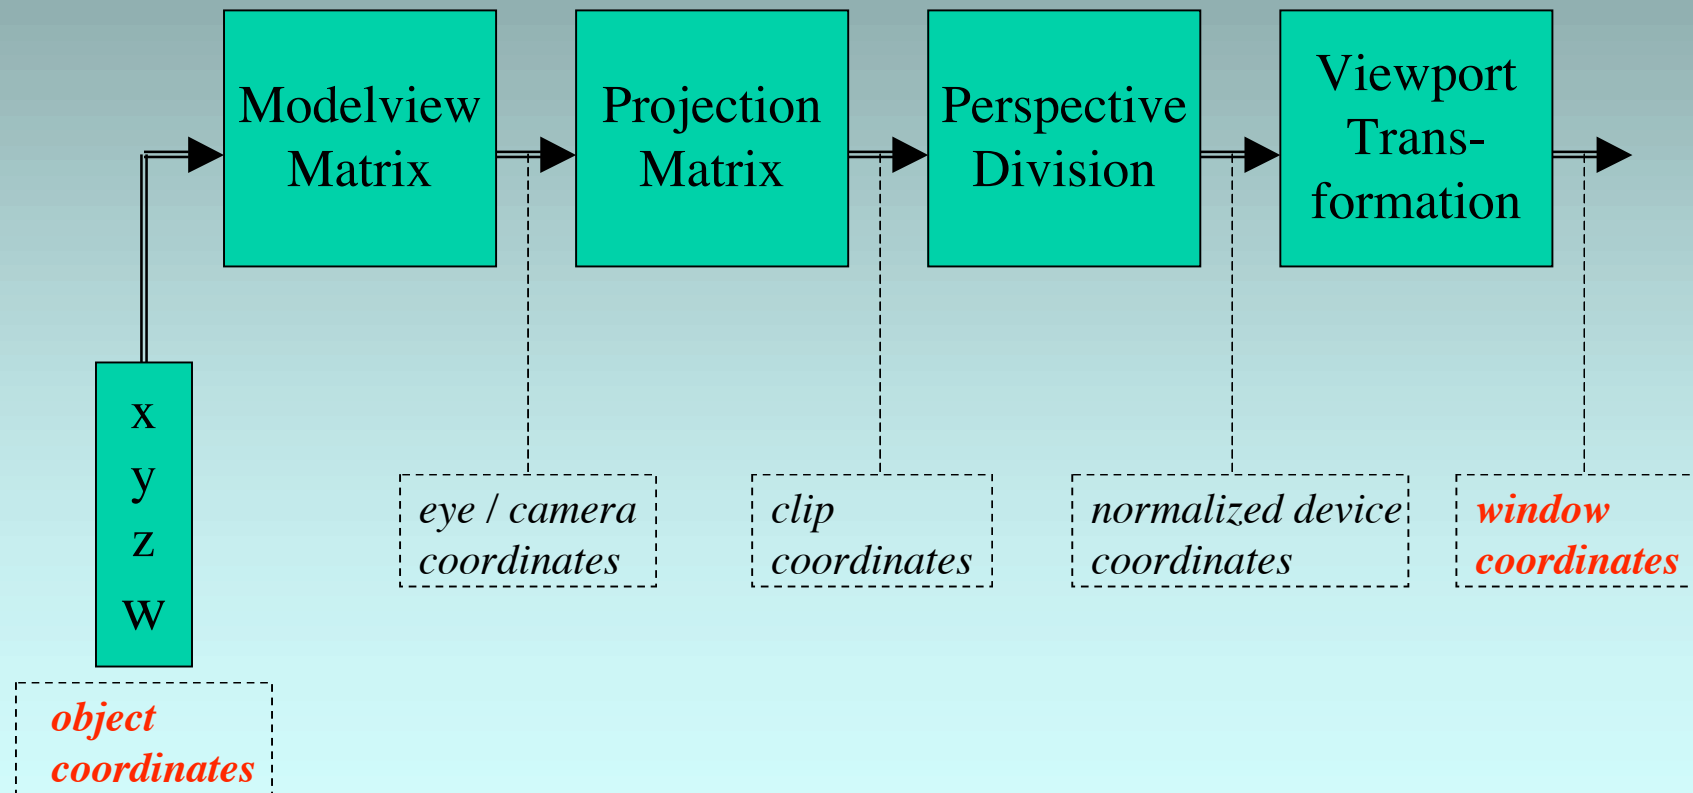 Modelview
Matrix
Projection
Matrix
Perspective
Division
Viewport
Trans-
formation
x
y
z
w
eye / camera
coordinates
clip
coordinates
normalized device
coordinates
window
coordinates
object
coordinates